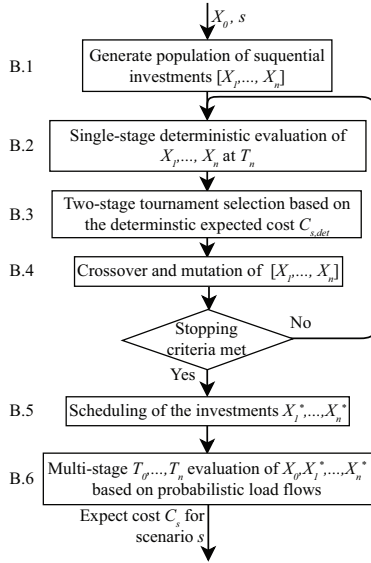 X₀, s
B.1
Generate population of suquential
investments [X₁,..., Xₙ]
B.2
Single-stage deterministic evaluation of
X₁,..., Xₙ at Tₙ
B.3
Two-stage tournament selection based on
the determinstic expected cost C_{s,det}
B.4
Crossover and mutation of [X₁,..., Xₙ]
Stopping
criteria met
No
Yes
B.5
Scheduling of the investments X₁*,...,Xₙ*
B.6
Multi-stage T₀,...,Tₙ evaluation of X₀,X₁*,...,Xₙ*
based on probabilistic load flows
Expect cost Cₛ for
scenario s